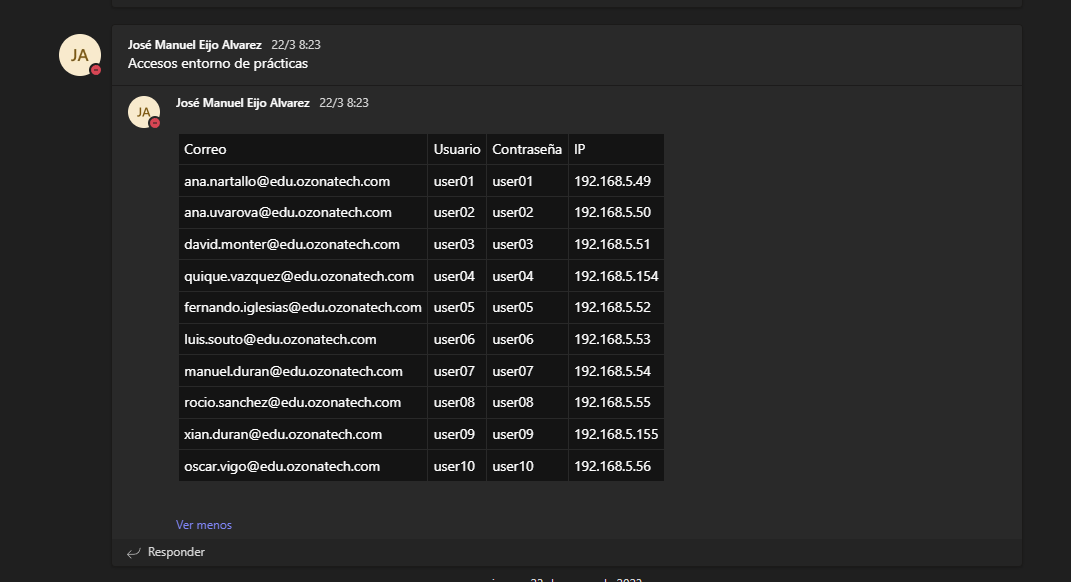 JA
José Manuel Eijo Alvarez 22/3 8:23
Accesos entorno de prácticas
JA
José Manuel Eijo Alvarez 22/3 8:23
Correo Usuario Contraseña IP
ana.nartallo@edu.ozonatech.com user01 user01 192.168.5.49
ana.uvarova@edu.ozonatech.com user02 user02 192.168.5.50
david.monter@edu.ozonatech.com user03 user03 192.168.5.51
quique.vazquez@edu.ozonatech.com user04 user04 192.168.5.154
fernando.iglesias@edu.ozonatech.com user05 user05 192.168.5.52
luis.souto@edu.ozonatech.com user06 user06 192.168.5.53
manuel.duran@edu.ozonatech.com user07 user07 192.168.5.54
rocio.sanchez@edu.ozonatech.com user08 user08 192.168.5.55
xian.duran@edu.ozonatech.com user09 user09 192.168.5.155
oscar.vigo@edu.ozonatech.com user10 user10 192.168.5.56
Ver menos
Responder